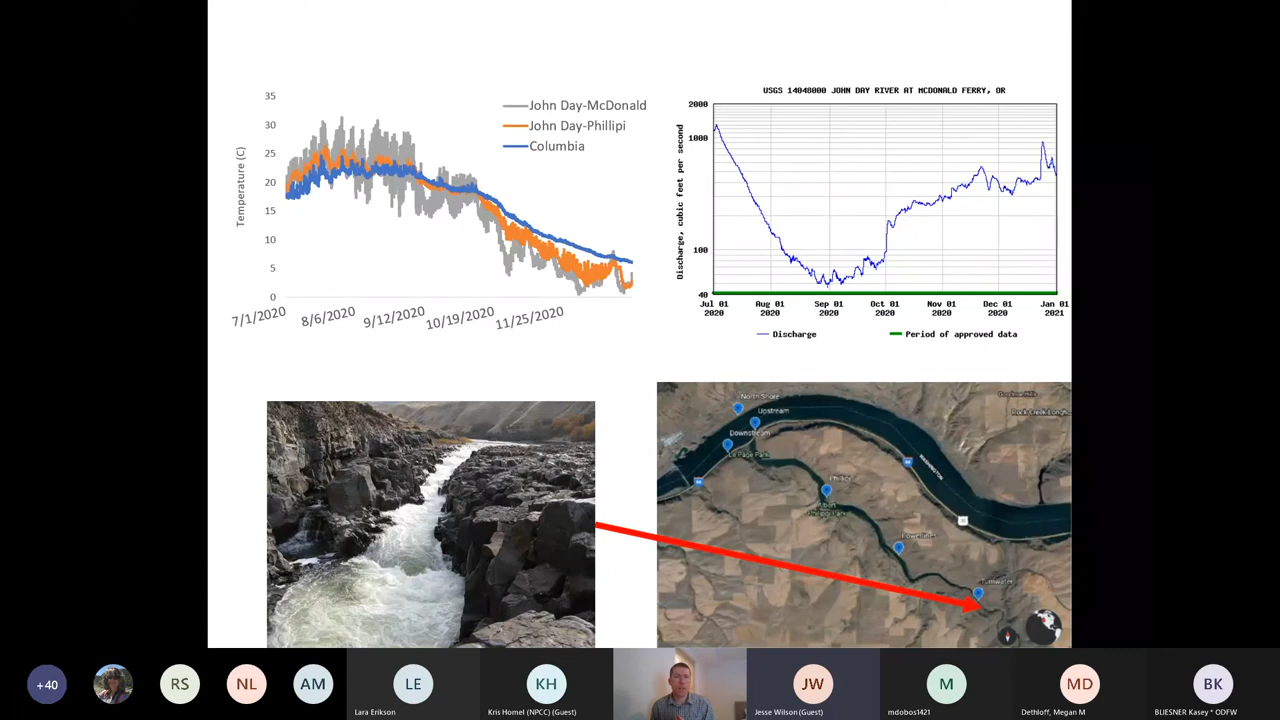 35
30
25
20
15
10
5
0
Temperature (C)
John Day-McDonald
John Day-Phillipi
Columbia
7/1/2020 8/6/2020 9/12/2020 10/19/2020 11/25/2020
USGS 14048000 JOHN DAY RIVER AT MCDONALD FERRY, OR
2000
1000
100
40
Discharge, cubic feet per second
Jul 01 Aug 01 Sep 01 Oct 01 Nov 01 Dec 01 Jan 01
2020 2020 2020 2020 2020 2020 2021
Discharge Period of approved data
North Shore
Upstream
Downstream
Le Page Park
WASHINGTON
Tumwater
+40
RS
NL
AM
LE
Lara Erikson
KH
Kris Homel (NPCC) (Guest)
JW
Jesse Wilson (Guest)
M
mdobos1421
MD
Dethloff, Megan M
BK
BLIESNER Kasey * ODFW